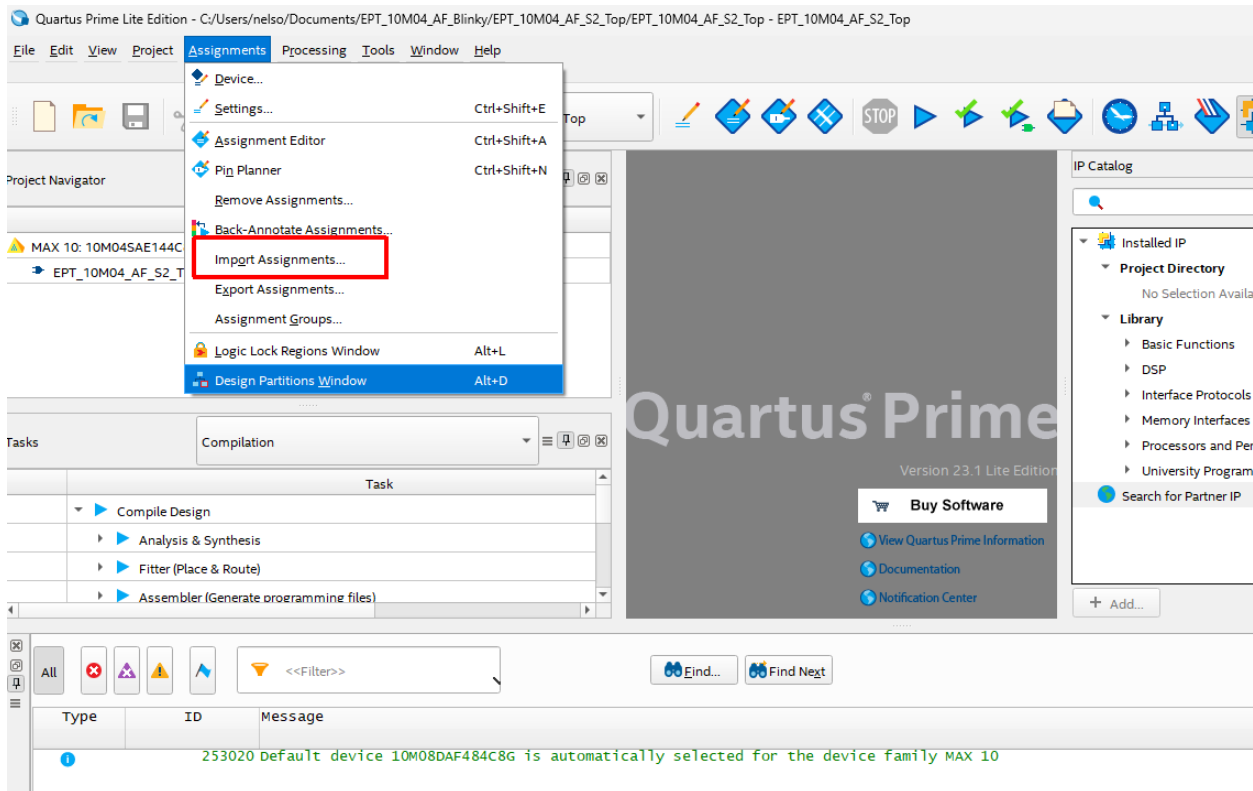 Quartus Prime Lite Edition - C:/Users/nelso/Documents/EPT_10M04_AF_Blinky/EPT_10M04_AF_S2_Top/EPT_10M04_AF_S2_Top - EPT_10M04_AF_S2_Top
File Edit View Project Assignments Processing Tools Window Help
Device...
Settings... Ctrl+Shift+E
Top
STOP
Assignment Editor Ctrl+Shift+A
Pin Planner Ctrl+Shift+N
Remove Assignments...
Back-Annotate Assignments...
Import Assignments...
Export Assignments...
Assignment Groups...
Logic Lock Regions Window Alt+L
Design Partitions Window Alt+D
Project Navigator
MAX 10: 10M04SAE144C
EPT_10M04_AF_S2_T
IP Catalog
Installed IP
Project Directory
No Selection Availa
Library
Basic Functions
DSP
Interface Protocols
Memory Interfaces
Processors and Per
University Program
Search for Partner IP
+ Add...
Quartus® Prime
Version 23.1 Lite Edition
Buy Software
View Quartus Prime Information
Documentation
Notification Center
Tasks Compilation
Task
Compile Design
Analysis & Synthesis
Fitter (Place & Route)
Assembler (Generate programming files)
All <<Filter>> Find... Find Next
Type ID Message
253020 Default device 10M08DAF484C8G is automatically selected for the device family MAX 10